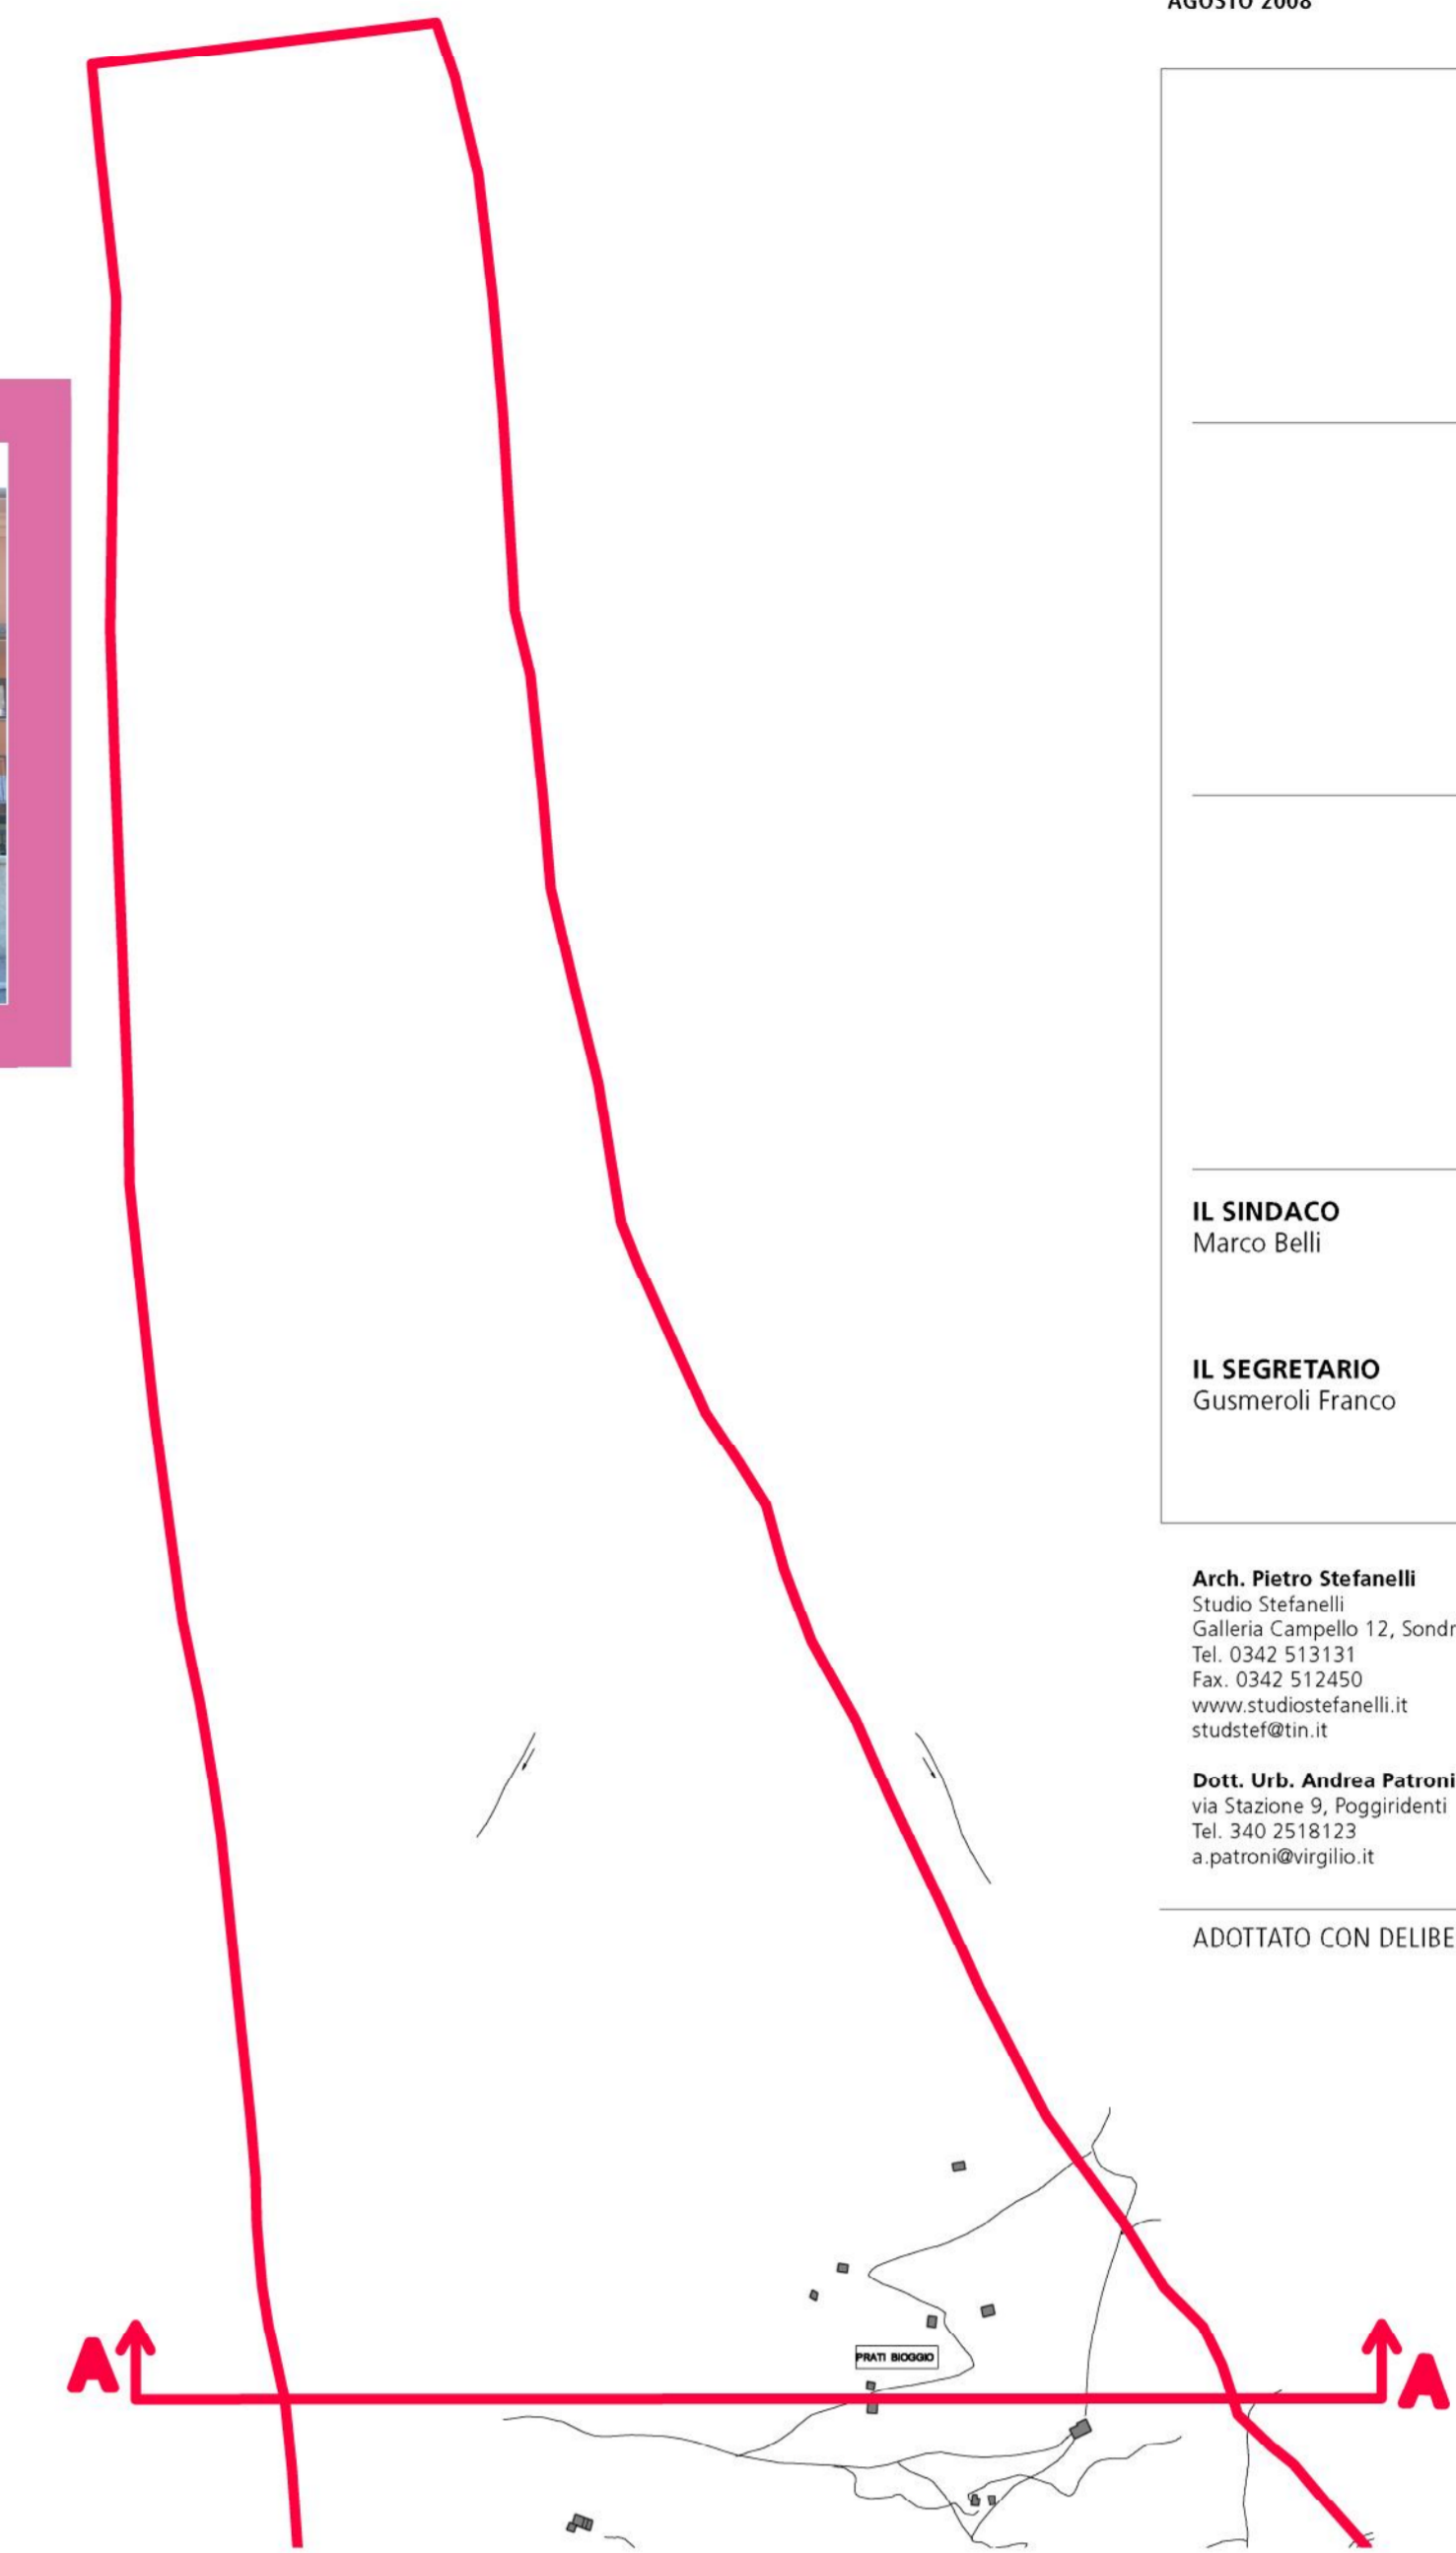 AGOSTO 2008
IL SINDACO
Marco Belli
IL SEGRETARIO
Gusmeroli Franco
Arch. Pietro Stefanelli
Studio Stefanelli
Galleria Campello 12, Sondr
Tel. 0342 513131
Fax. 0342 512450
www.studiostefanelli.it
studstef@tin.it
Dott. Urb. Andrea Patroni
via Stazione 9, Poggiridenti
Tel. 340 2518123
a.patroni@virgilio.it
ADOTTATO CON DELIBE
PRATI BIOGGIO
A A